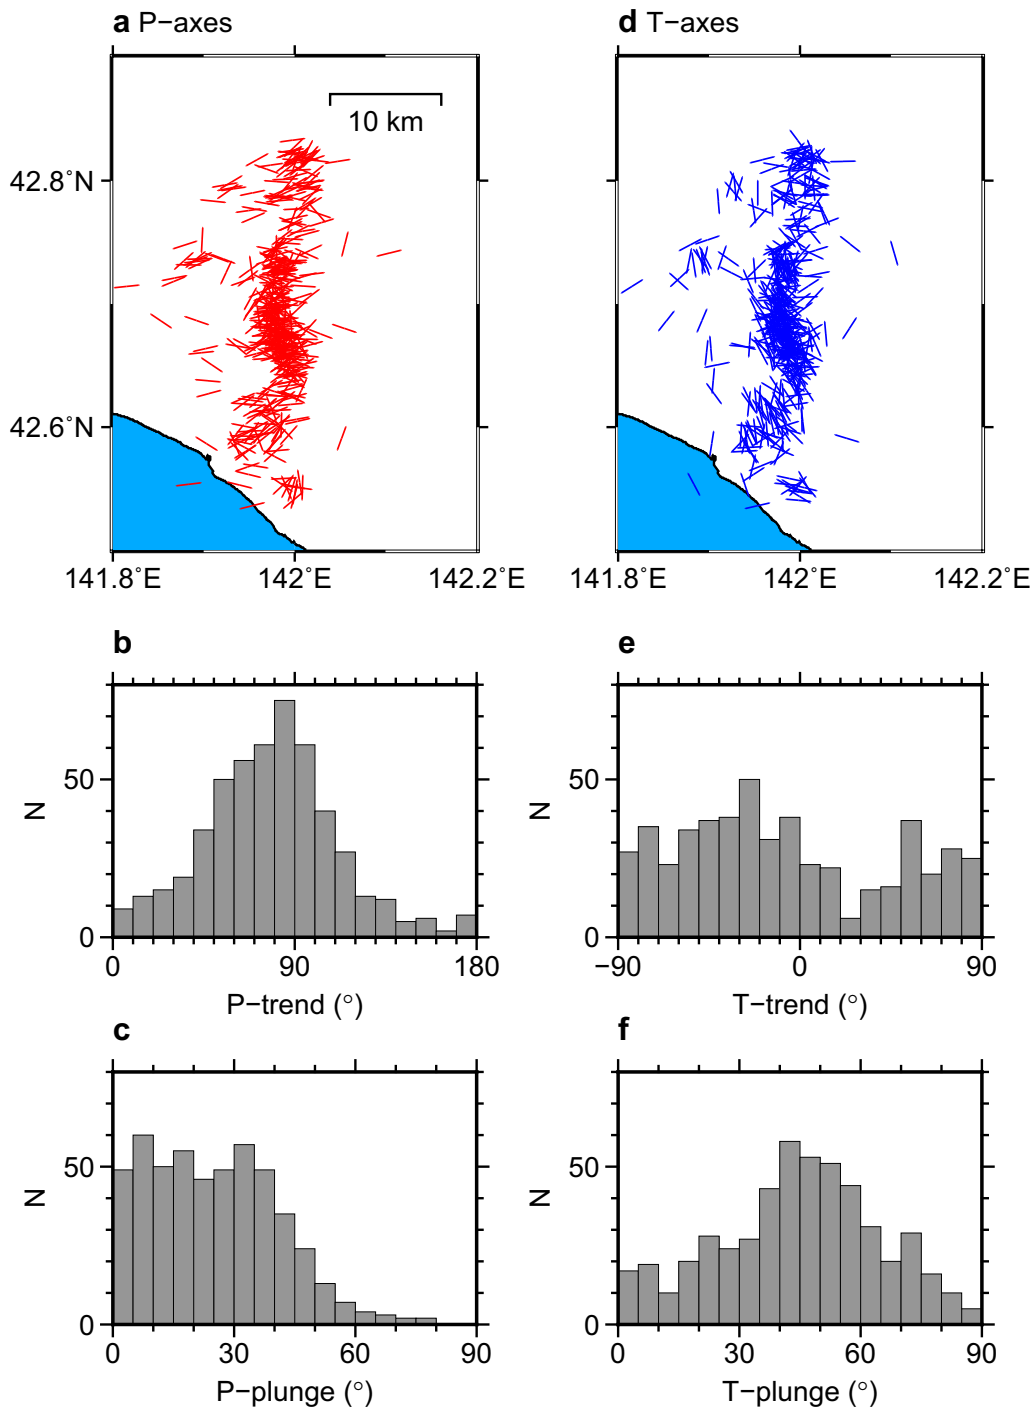 a P−axes
d T−axes
10 km
42.8˚N
42.6˚N
141.8˚E
142˚E
142.2˚E
141.8˚E
142˚E
142.2˚E
b
e
N
50
0
0
90
180
P−trend (°)
N
50
0
−90
0
90
T−trend (°)
c
f
N
50
0
0
30
60
90
P−plunge (°)
N
50
0
0
30
60
90
T−plunge (°)